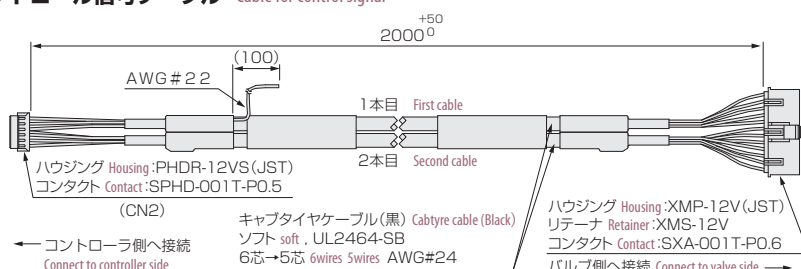 トロール信号ケーブル Cable for control signal
+50
2000 0
(100)
AWG#22
1本目 First cable
2本目 Second cable
ハウジング Housing:PHDR-12VS(JST)
コンタクト Contact:SPHD-001T-P0.5
(CN2)
キャブタイヤケーブル(黒) Cabtyre cable (Black)
ソフト soft , UL2464-SB
6芯→5芯 6wires 5wires AWG#24
ハウジング Housing:XMP-12V(JST)
リテーナ Retainer:XMS-12V
コンタクト Contact:SXA-001T-P0.6
コントローラ側へ接続
Connect to controller side
バルブ側へ接続 Connect to valve side